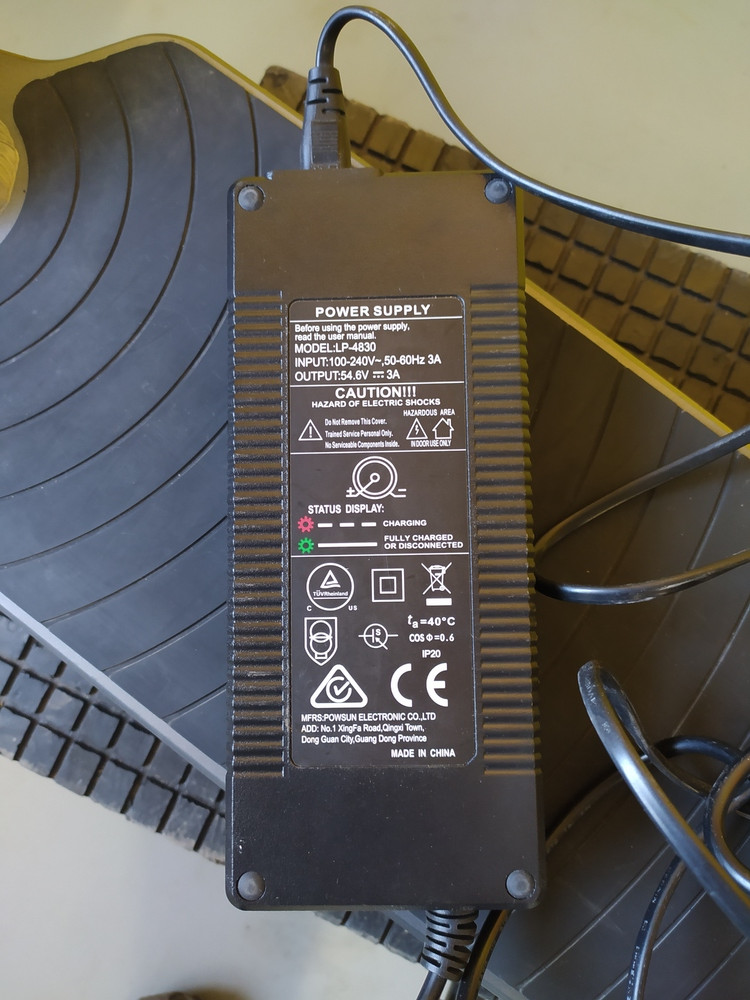 POWER SUPPLY
Before using the power supply,
read the user manual.
MODEL:LP-4830
INPUT:100-240V~,50-60Hz 3A
OUTPUT:54.6V ⎓ 3A
CAUTION!!!
HAZARD OF ELECTRIC SHOCKS
Do Not Remove This Cover.
Trained Service Personal Only.
No Serviceable Components Inside.
HAZARDOUS AREA
IN DOOR USE ONLY
+ -
STATUS DISPLAY:
CHARGING
FULLY CHARGED
OR DISCONNECTED
TÜVRheinland
C US
ta=40°C
S
COS Φ=0.6
IP20
CE
MFRS:POWSUN ELECTRONIC CO.,LTD
ADD: No.1 XingFa Road,Qingxi Town,
Dong Guan City,Guang Dong Province
MADE IN CHINA